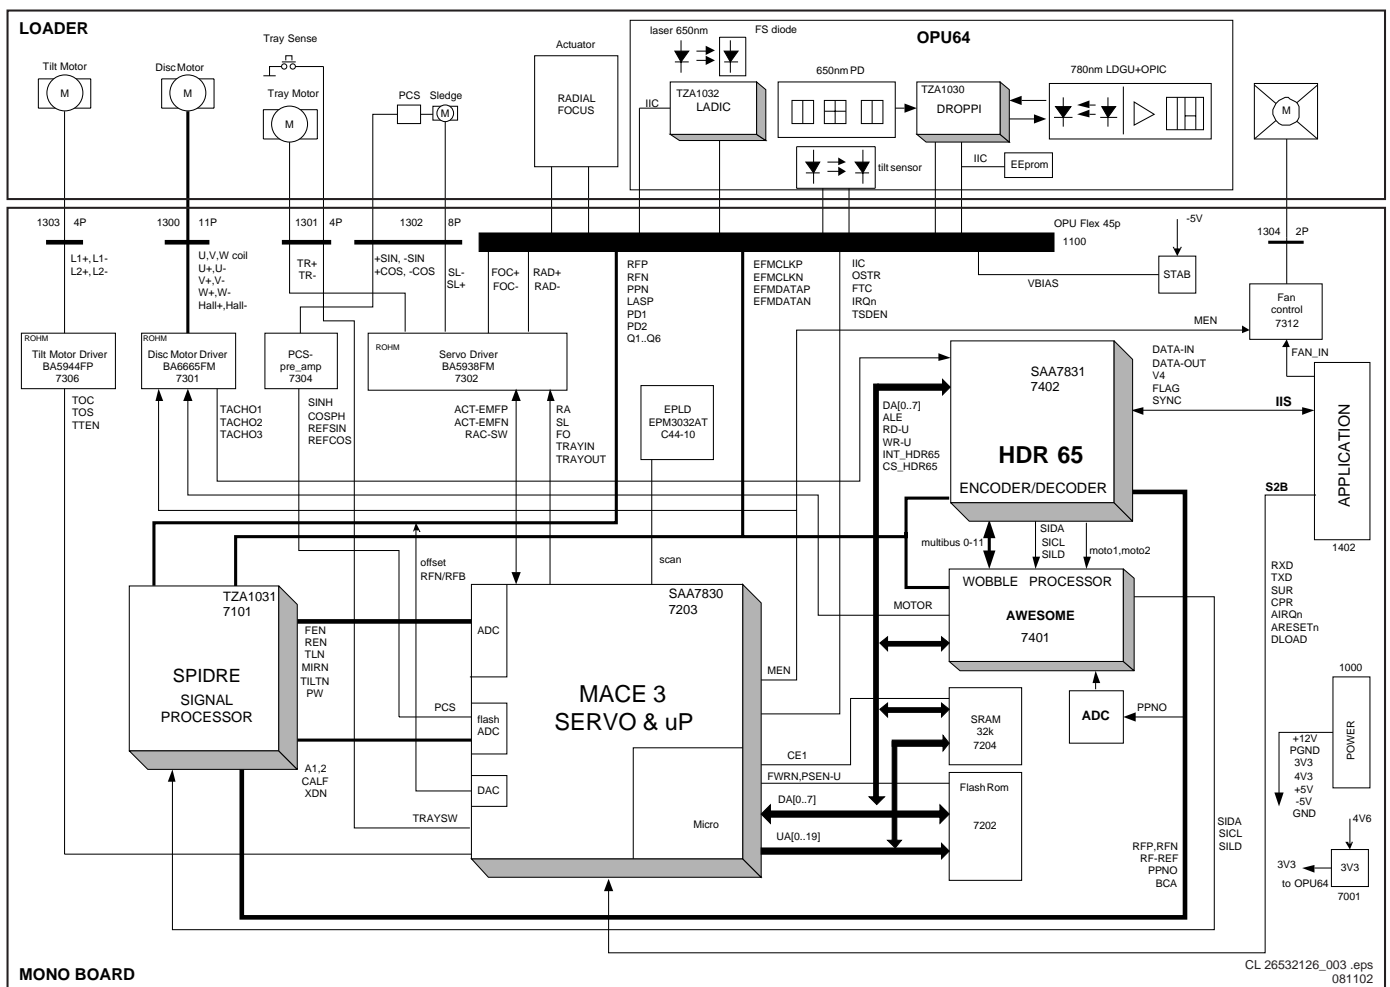 LOADER
Tilt Motor
M
Disc Motor
M
Tray Sense
Tray Motor
M
PCS
Sledge
M
Actuator
RADIAL
FOCUS
laser 650nm
FS diode
OPU64
IIC
TZA1032
LADIC
650nm PD
TZA1030
DROPPI
780nm LDGU+OPIC
tilt sensor
IIC
EEprom
M
1303
4P
1300
11P
1301
4P
1302
8P
OPU Flex 45p
1100
-5V
1304
2P
L1+,L1-
L2+,L2-
U,V,W coil
U+,U-
V+,V-
W+,W-
Hall+,Hall-
TR+
TR-
+SIN, -SIN
+COS, -COS
SL-
SL+
FOC+
FOC-
RAD+
RAD-
RFP
RFN
PPN
LASP
PD1
PD2
Q1..Q6
EFMCLKP
EFMCLKN
EFMDATAP
EFMDATAN
IIC
OSTR
FTC
IRQn
TSDEN
VBIAS
STAB
MEN
Fan
control
7312
FAN_IN
ROHM
Tilt Motor Driver
BA5944FP
7306
ROHM
Disc Motor Driver
BA6665FM
7301
PCS-
pre_amp
7304
ROHM
Servo Driver
BA5938FM
7302
TOC
TOS
TTEN
TACHO1
TACHO2
TACHO3
SINH
COSPH
REFSIN
REFCOS
ACT-EMFP
ACT-EMFN
RAC-SW
RA
SL
FO
TRAYIN
TRAYOUT
EPLD
EPM3032AT
C44-10
DA[0..7]
ALE
RD-U
WR-U
INT_HDR65
CS_HDR65
SAA7831
7402
HDR 65
ENCODER/DECODER
DATA-IN
DATA-OUT
V4
FLAG
SYNC
IIS
APPLICATION
1402
S2B
multibus 0-11
SIDA
SICL
SILD
moto1,moto2
offset
RFN/RFB
scan
TZA1031
7101
SPIDRE
SIGNAL
PROCESSOR
FEN
REN
TLN
MIRN
TILTN
PW
A1,2
CALF
XDN
PCS
TRAYSW
ADC
flash
ADC
DAC
SAA7830
7203
MACE 3
SERVO & uP
Micro
MEN
CE1
FWRN,PSEN-U
DA[0..7]
UA[0..19]
MOTOR
WOBBLE PROCESSOR
AWESOME
7401
ADC
PPNO
SRAM
32k
7204
Flash Rom
7202
RXD
TXD
SUR
CPR
AIRQn
ARESETn
DLOAD
1000
POWER
+12V
PGND
3V3
4V3
+5V
-5V
GND
SIDA
SICL
SILD
RFP,RFN
RF-REF
PPNO
BCA
4V6
3V3
to OPU64
3V3
7001
MONO BOARD
CL 26532126_003 .eps
081102